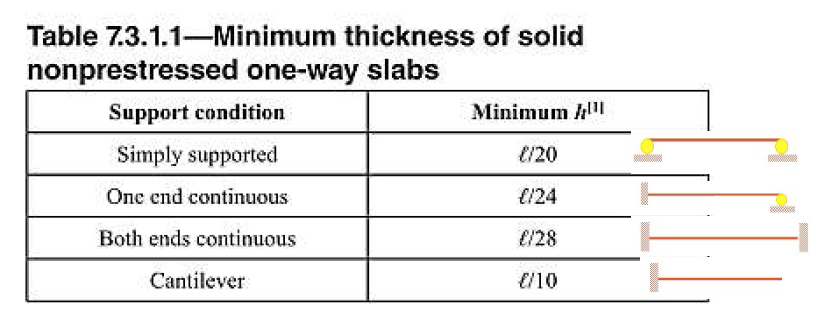 Table 7.3.1.1—Minimum thickness of solid
nonprestressed one-way slabs
Support condition Minimum h[1]
Simply supported ℓ/20
One end continuous ℓ/24
Both ends continuous ℓ/28
Cantilever ℓ/10